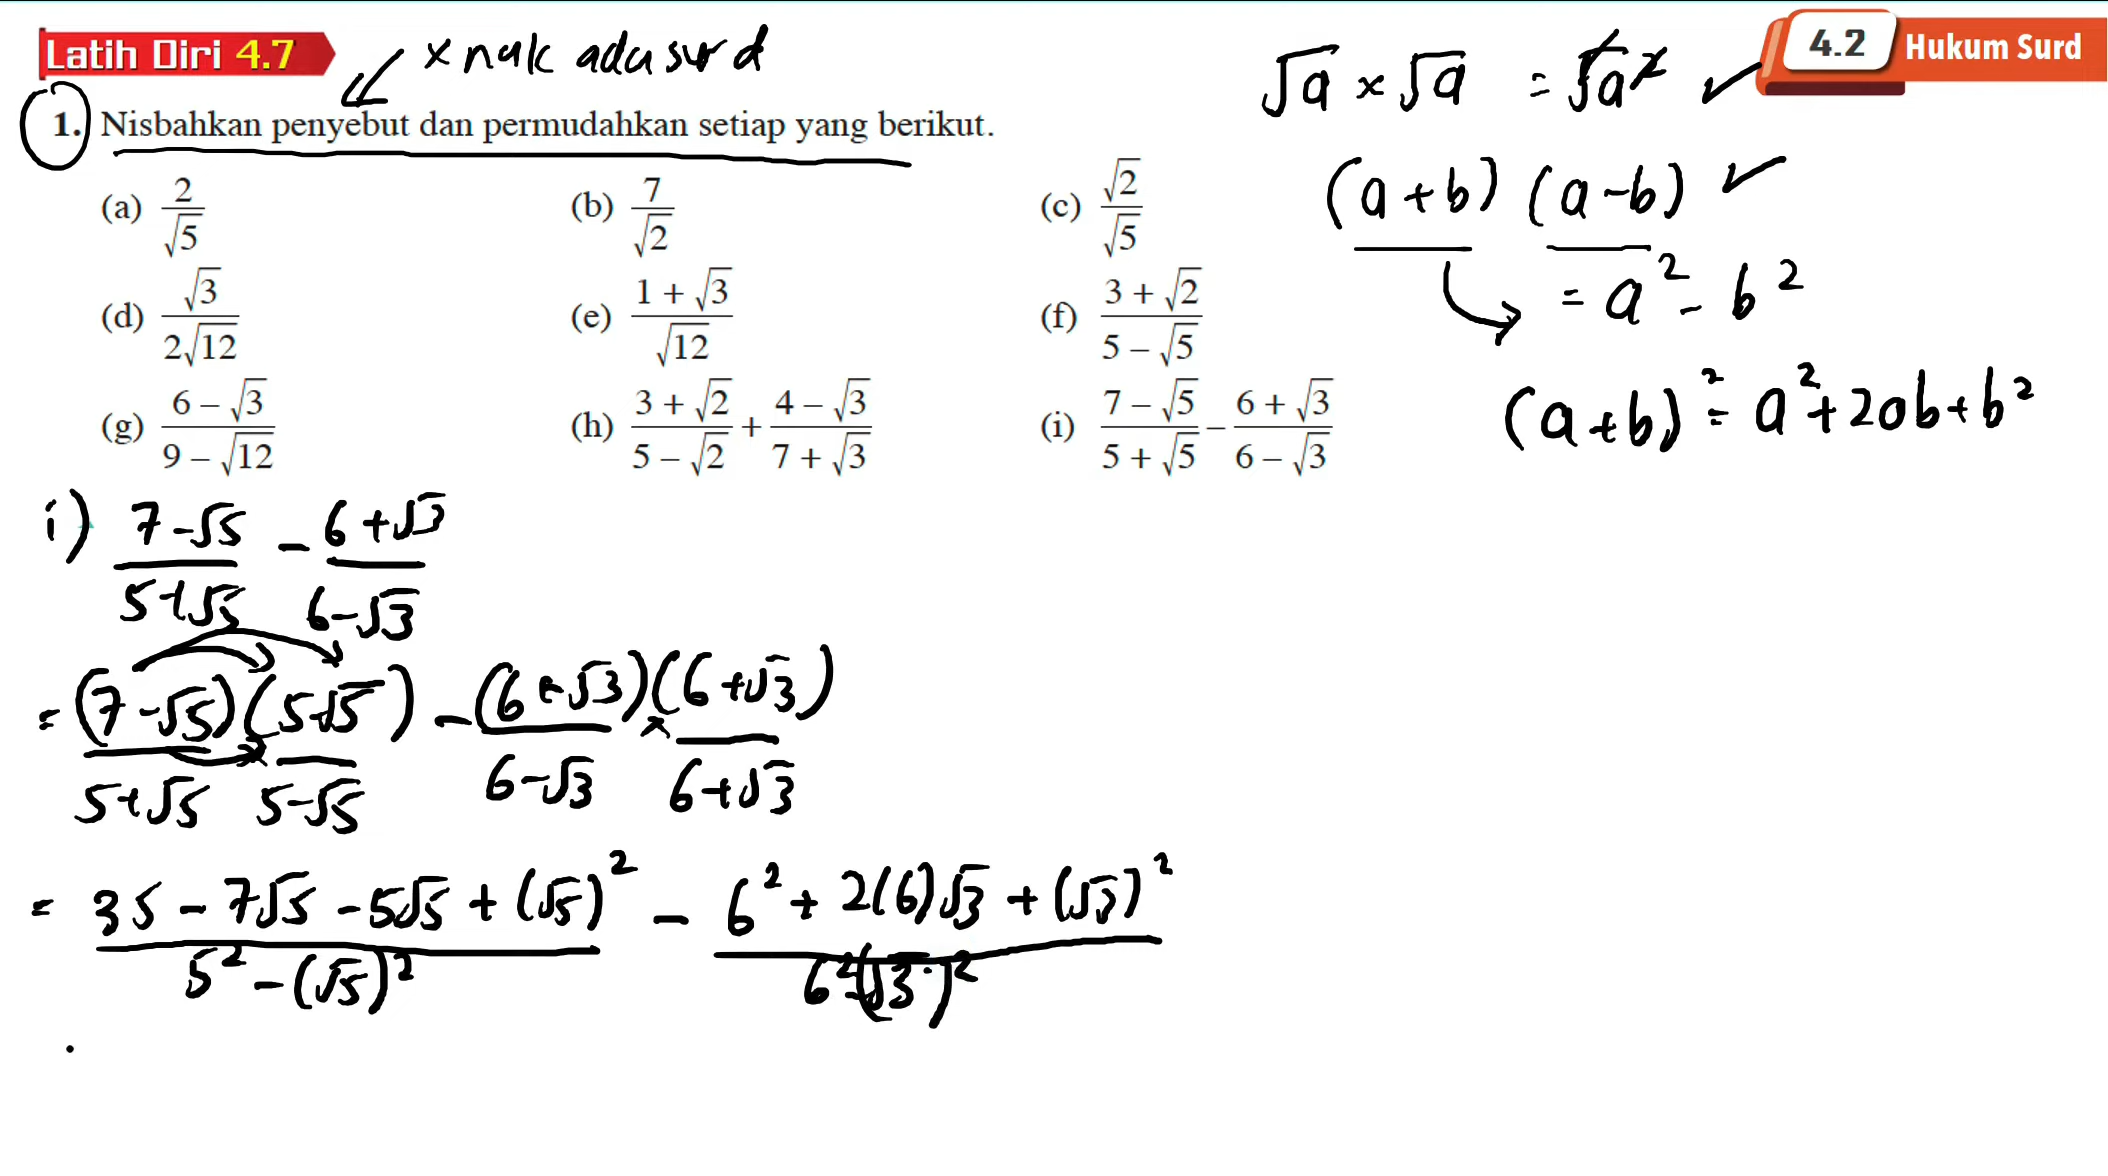 Latih Diri 4.7
x nak ada surd
√a × √a = √a² ✓
4.2 Hukum Surd
1. Nisbahkan penyebut dan permudahkan setiap yang berikut.
(a + b) (a - b) ✓
= a² - b²
(a + b)² = a² + 2ab + b²
(a) 2/√5 (b) 7/√2 (c) √2/√5
(d) √3/2√12 (e) (1 + √3)/√12 (f) (3 + √2)/(5 – √5)
(g) (6 – √3)/(9 – √12) (h) (3 + √2)/(5 – √2) + (4 – √3)/(7 + √3) (i) (7 – √5)/(5 + √5) – (6 + √3)/(6 – √3)
i) (7 - √5)/(5 + √5) - (6 + √3)/(6 - √3)
= (7 - √5)(5 - √5)/(5 + √5 5 - √5) - (6 + √3) × (6 + √3)/(6 - √3 6 + √3)
= (35 - 7√5 - 5√5 + (√5)²)/(5² - (√5)²) - (6² + 2(6)√3 + (√3)²)/(6² - (√3)²)